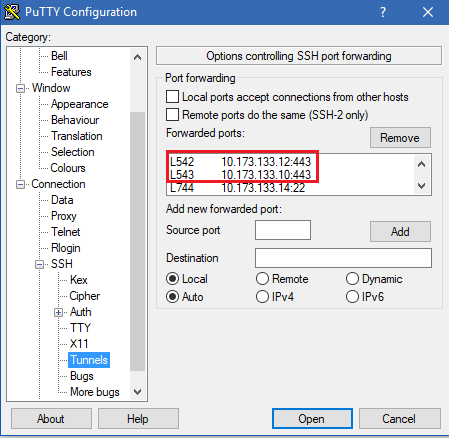 PuTTY Configuration
Category:
Bell
Features
Window
Appearance
Behaviour
Translation
Selection
Colours
Connection
Data
Proxy
Telnet
Rlogin
SSH
Kex
Cipher
Auth
TTY
X11
Tunnels
Bugs
More bugs
Options controlling SSH port forwarding
Port forwarding
Local ports accept connections from other hosts
Remote ports do the same (SSH-2 only)
Forwarded ports:
Remove
L542 10.173.133.12:443
L543 10.173.133.10:443
L744 10.173.133.14:22
Add new forwarded port:
Source port
Add
Destination
Local Remote Dynamic
Auto IPv4 IPv6
About Help Open Cancel